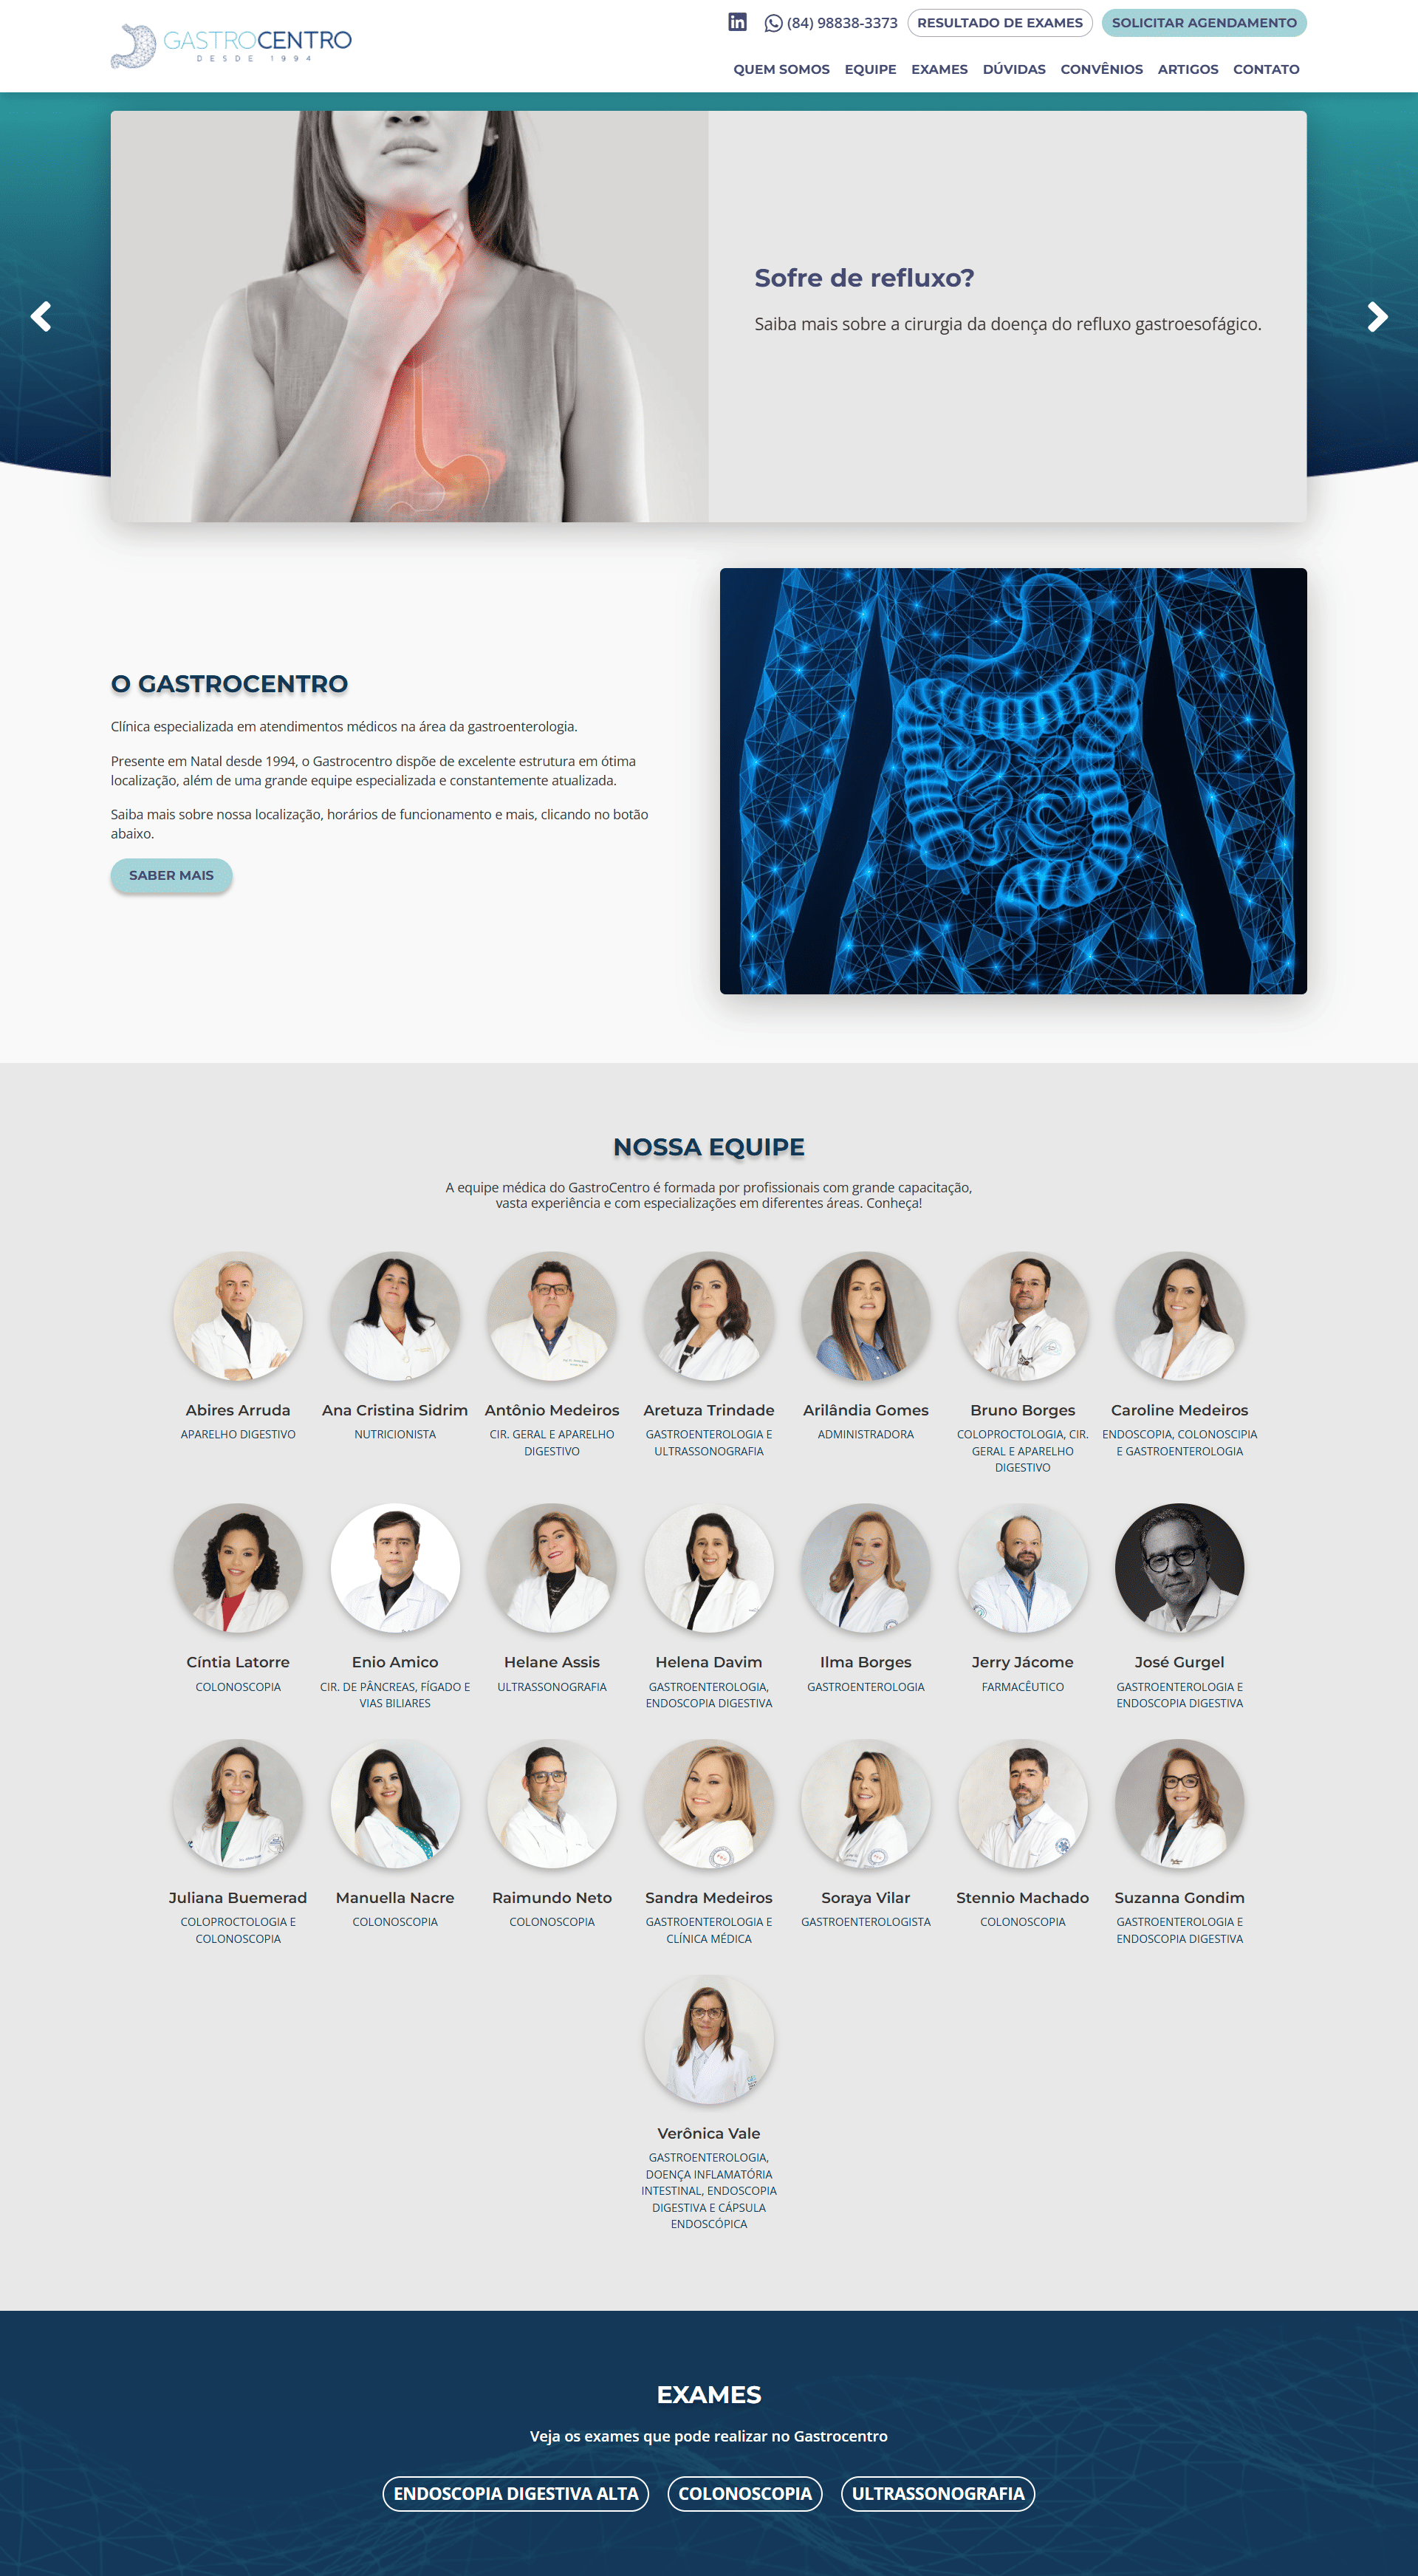 GASTROCENTRO
DESDE 1994
(84) 98838-3373
RESULTADO DE EXAMES
SOLICITAR AGENDAMENTO
QUEM SOMOS
EQUIPE
EXAMES
DÚVIDAS
CONVÊNIOS
ARTIGOS
CONTATO
Sofre de refluxo?
Saiba mais sobre a cirurgia da doença do refluxo gastroesofágico.
O GASTROCENTRO
Clínica especializada em atendimentos médicos na área da gastroenterologia.
Presente em Natal desde 1994, o Gastrocentro dispõe de excelente estrutura em ótima
localização, além de uma grande equipe especializada e constantemente atualizada.
Saiba mais sobre nossa localização, horários de funcionamento e mais, clicando no botão
abaixo.
SABER MAIS
NOSSA EQUIPE
A equipe médica do GastroCentro é formada por profissionais com grande capacitação,
vasta experiência e com especializações em diferentes áreas. Conheça!
Abires Arruda
APARELHO DIGESTIVO
Ana Cristina Sidrim
NUTRICIONISTA
Antônio Medeiros
CIR. GERAL E APARELHO
DIGESTIVO
Aretuza Trindade
GASTROENTEROLOGIA E
ULTRASSONOGRAFIA
Arilândia Gomes
ADMINISTRADORA
Bruno Borges
COLOPROCTOLOGIA, CIR.
GERAL E APARELHO
DIGESTIVO
Caroline Medeiros
ENDOSCOPIA, COLONOSCIPIA
E GASTROENTEROLOGIA
Cíntia Latorre
COLONOSCOPIA
Enio Amico
CIR. DE PÂNCREAS, FÍGADO E
VIAS BILIARES
Helane Assis
ULTRASSONOGRAFIA
Helena Davim
GASTROENTEROLOGIA,
ENDOSCOPIA DIGESTIVA
Ilma Borges
GASTROENTEROLOGIA
Jerry Jácome
FARMACÊUTICO
José Gurgel
GASTROENTEROLOGIA E
ENDOSCOPIA DIGESTIVA
Juliana Buemerad
COLOPROCTOLOGIA E
COLONOSCOPIA
Manuella Nacre
COLONOSCOPIA
Raimundo Neto
COLONOSCOPIA
Sandra Medeiros
GASTROENTEROLOGIA E
CLÍNICA MÉDICA
Soraya Vilar
GASTROENTEROLOGISTA
Stennio Machado
COLONOSCOPIA
Suzanna Gondim
GASTROENTEROLOGIA E
ENDOSCOPIA DIGESTIVA
Verônica Vale
GASTROENTEROLOGIA,
DOENÇA INFLAMATÓRIA
INTESTINAL, ENDOSCOPIA
DIGESTIVA E CÁPSULA
ENDOSCÓPICA
EXAMES
Veja os exames que pode realizar no Gastrocentro
ENDOSCOPIA DIGESTIVA ALTA
COLONOSCOPIA
ULTRASSONOGRAFIA